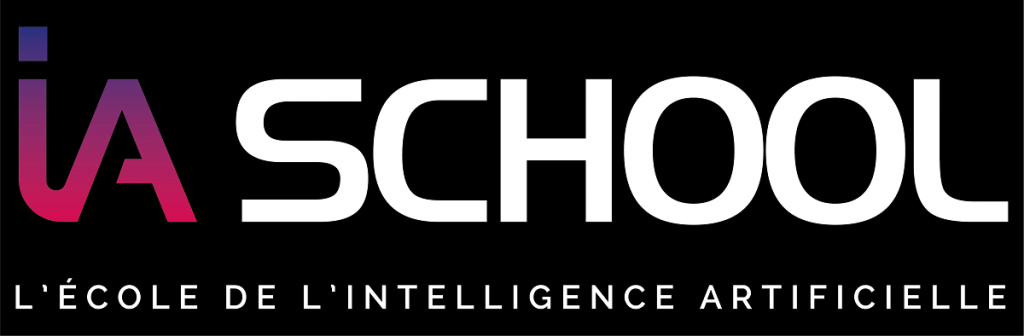 iA SCHOOL
L'ÉCOLE DE L'INTELLIGENCE ARTIFICIELLE